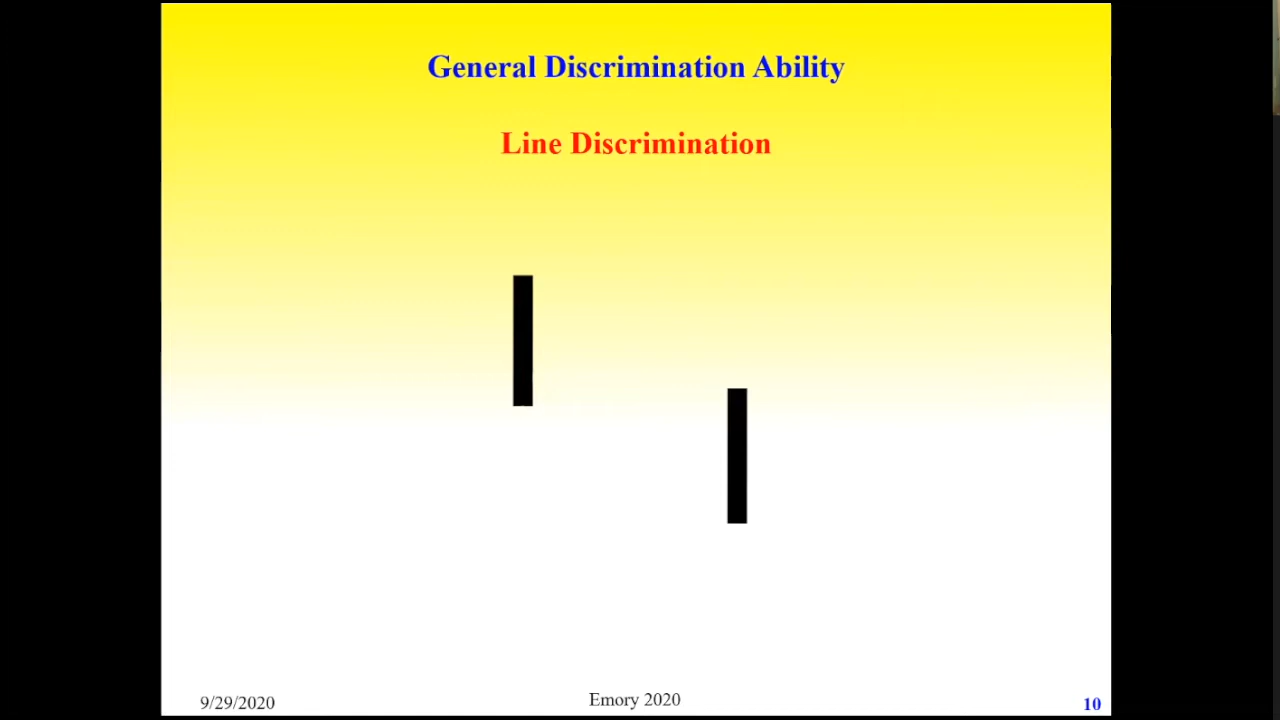 General Discrimination Ability
Line Discrimination
9/29/2020
Emory 2020
10